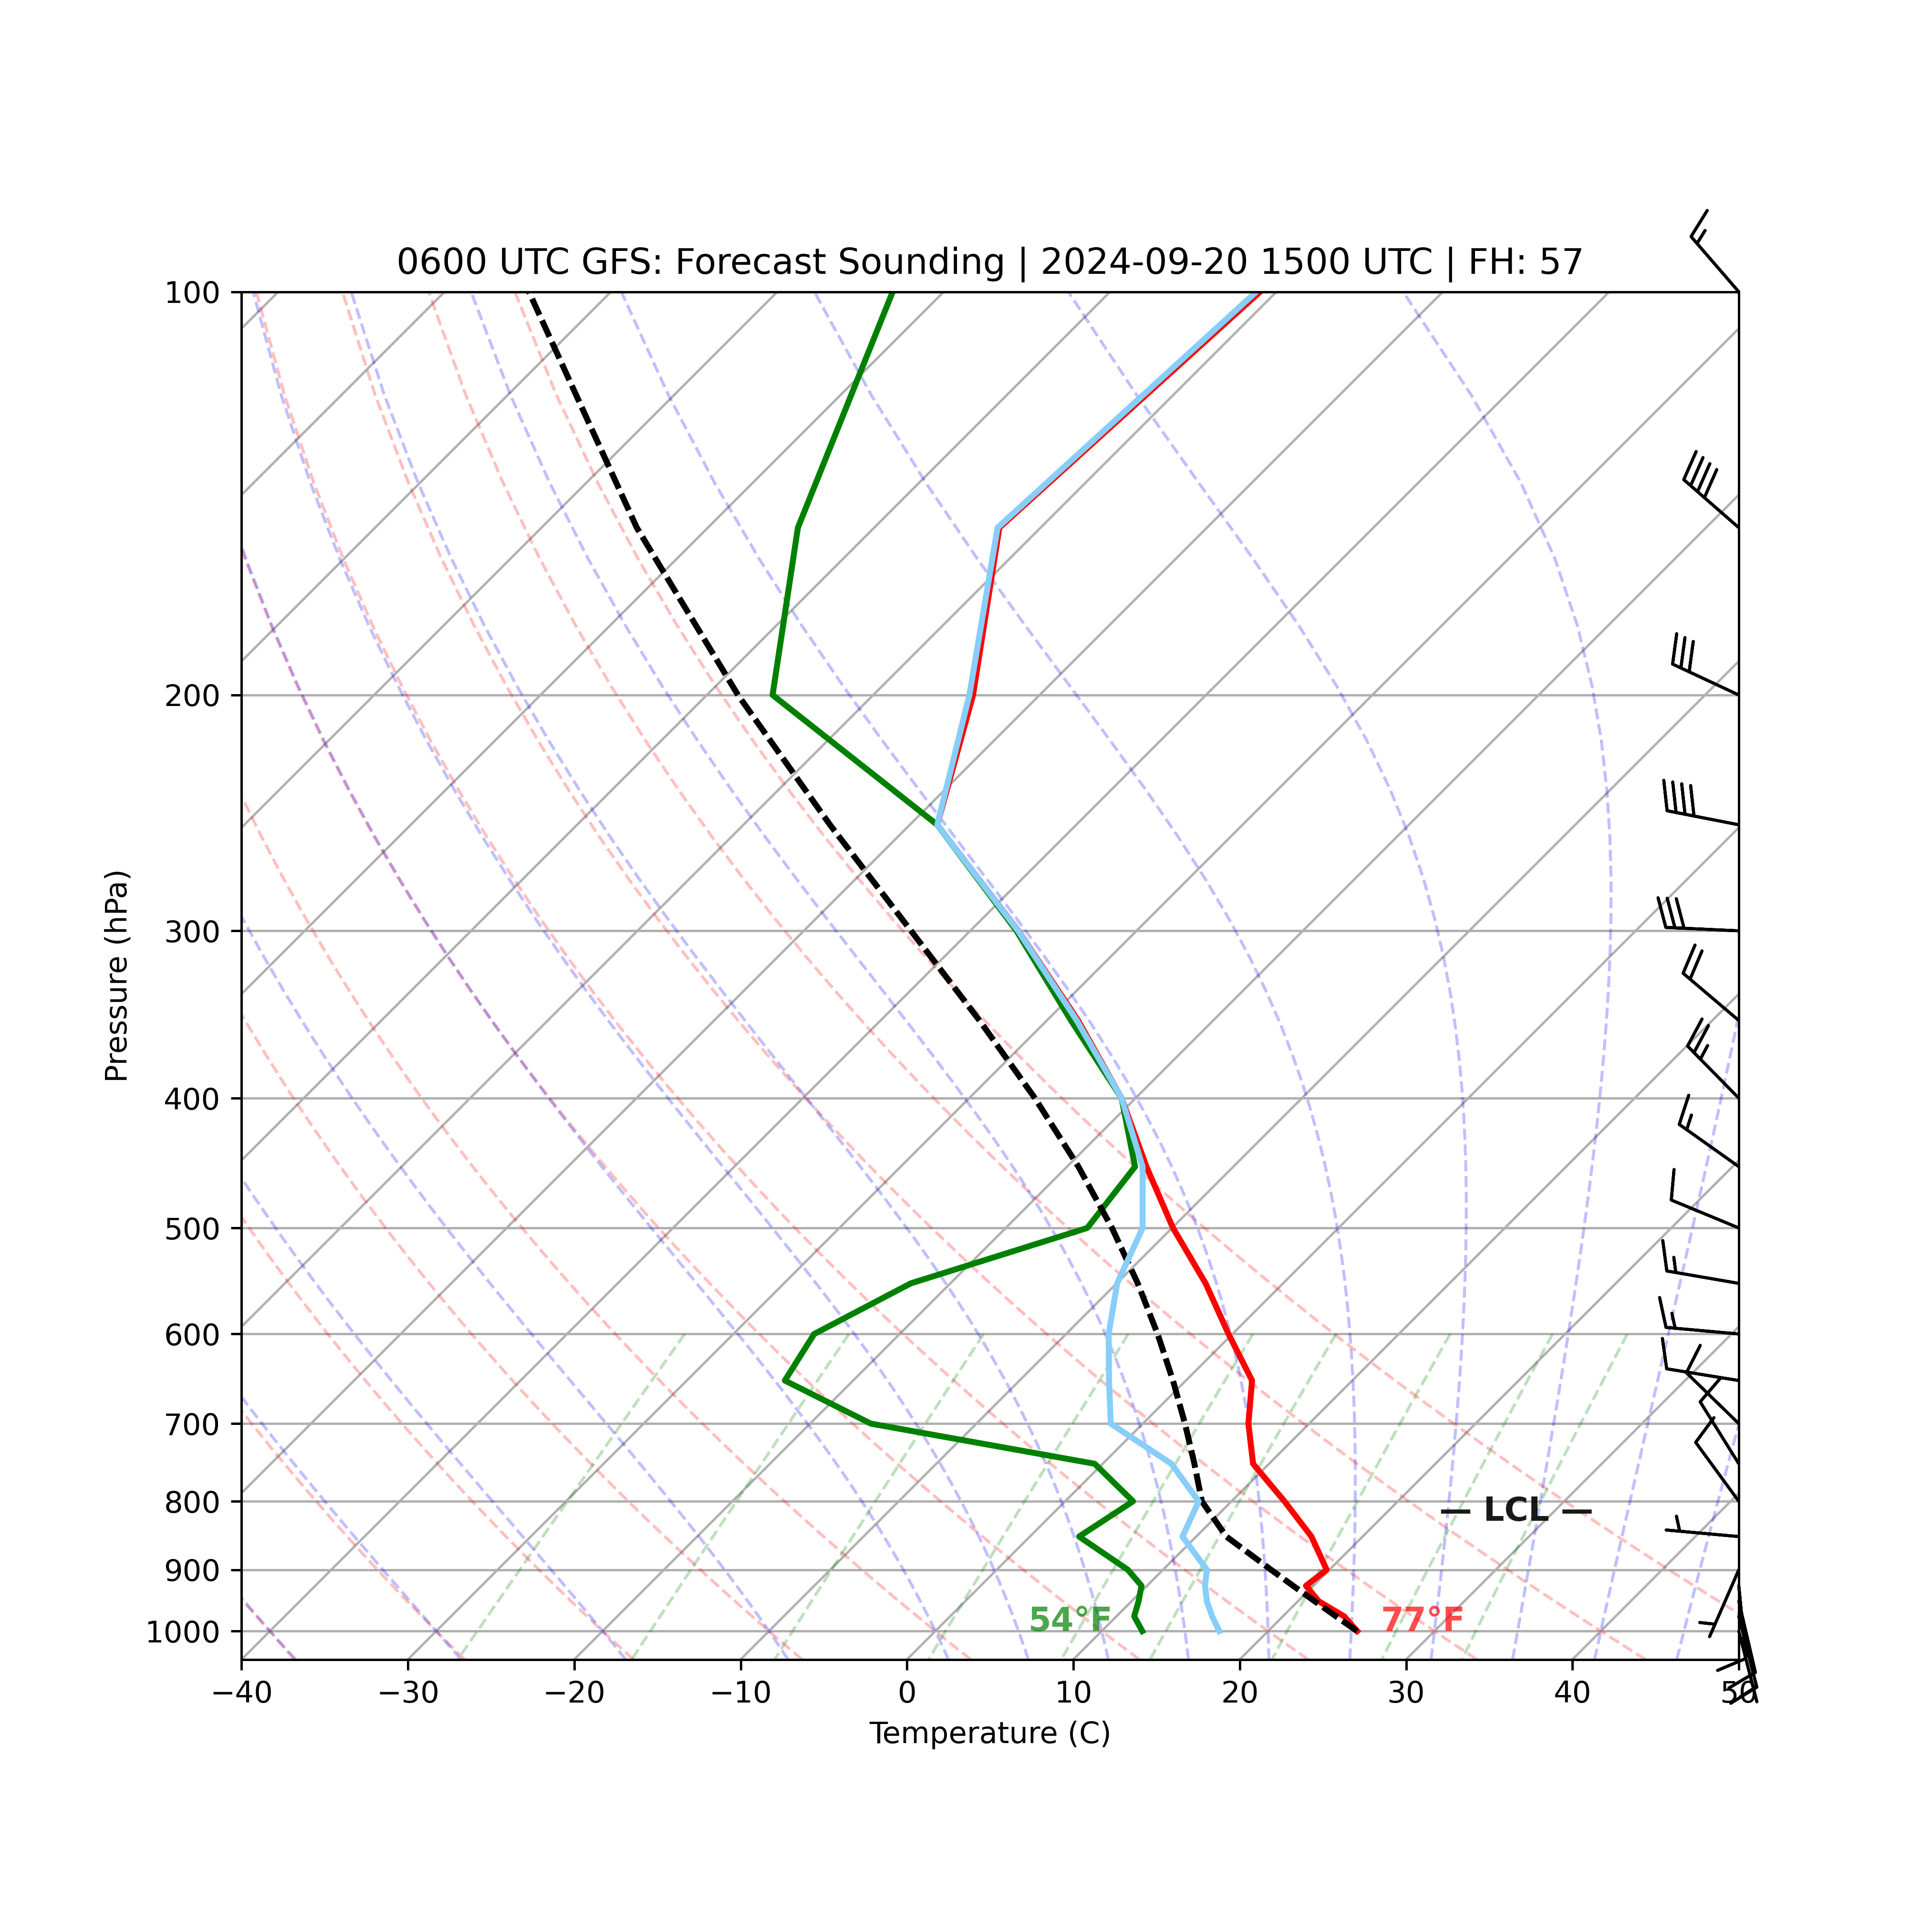 0600 UTC GFS: Forecast Sounding | 2024-09-20 1500 UTC | FH: 57
100
200
300
400
500
600
700
800
900
1000
Pressure (hPa)
— LCL —
54°F
77°F
−40 −30 −20 −10 0 10 20 30 40 50
Temperature (C)